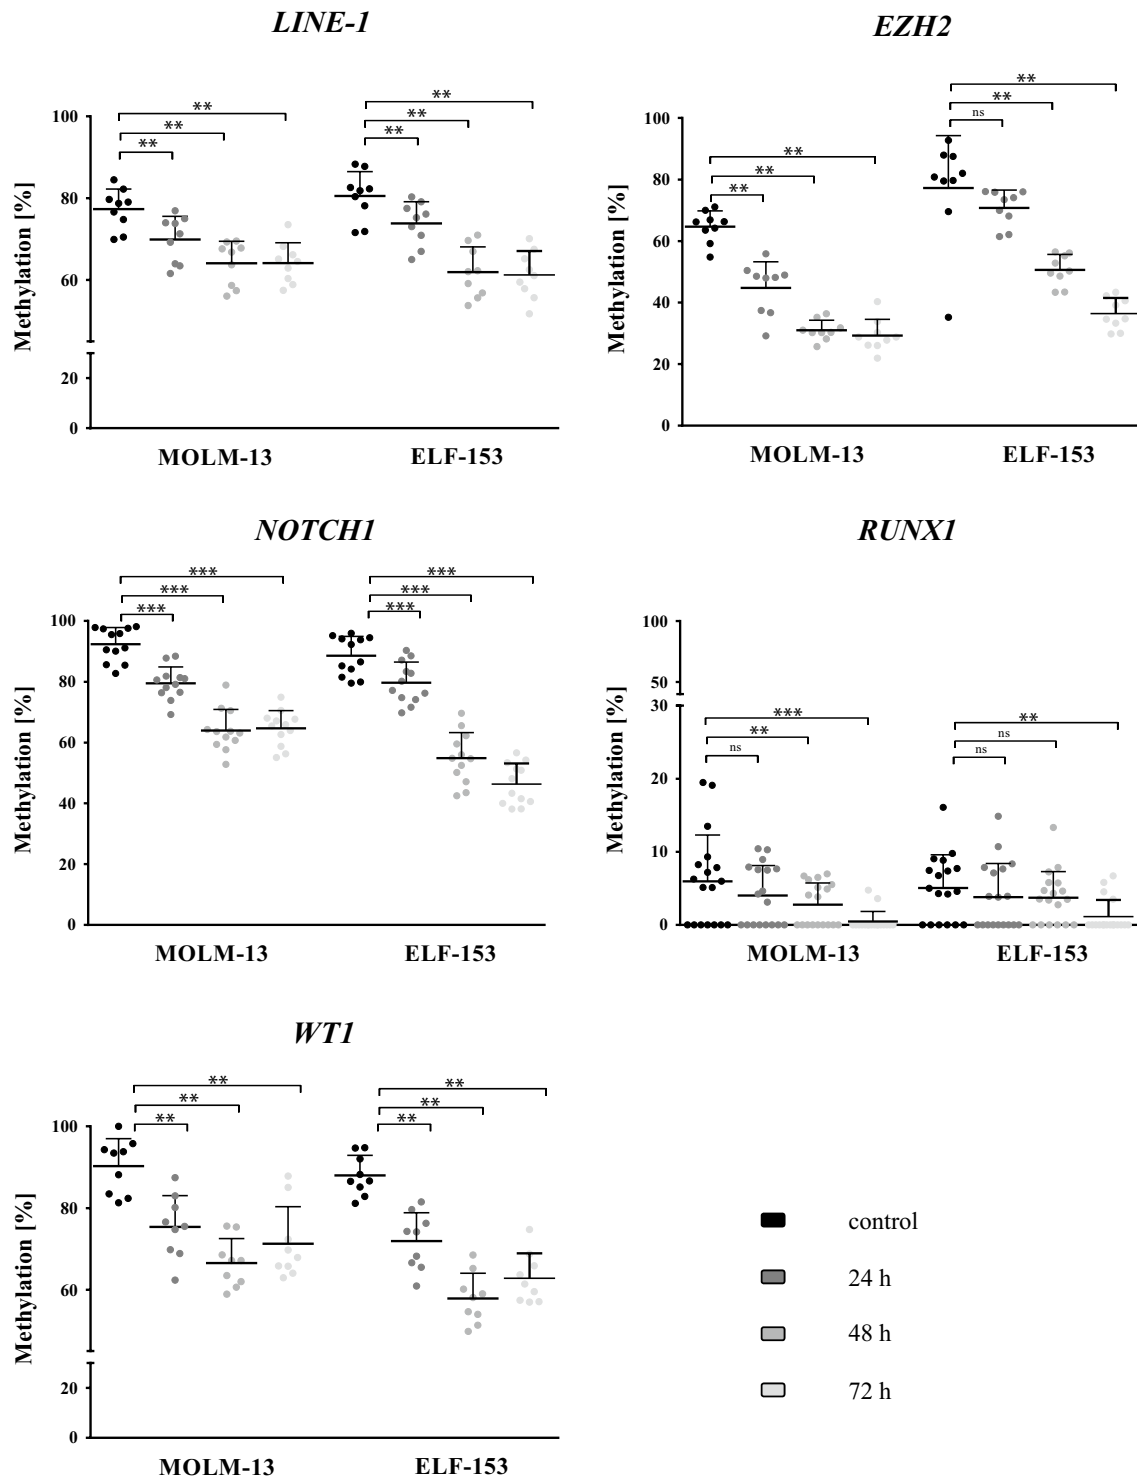 LINE-1
EZH2
**
**
**
**
**
**
100
80
60
20
0
Methylation [%]
MOLM-13
ELF-153
**
**
**
**
**
ns
100
80
60
40
20
0
Methylation [%]
MOLM-13
ELF-153
NOTCH1
RUNX1
***
***
***
***
***
***
100
80
60
40
20
0
Methylation [%]
MOLM-13
ELF-153
***
**
ns
**
ns
ns
100
50
30
20
10
0
Methylation [%]
MOLM-13
ELF-153
WT1
**
**
**
**
**
**
100
80
60
20
0
Methylation [%]
MOLM-13
ELF-153
control
24 h
48 h
72 h